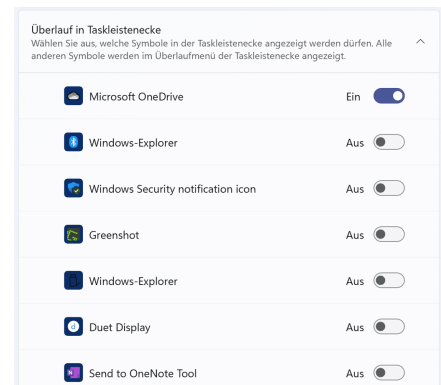 Überlauf in Taskleistenecke
Wählen Sie aus, welche Symbole in der Taskleistenecke angezeigt werden dürfen. Alle
anderen Symbole werden im Überlaufmenü der Taskleistenecke angezeigt.
Microsoft OneDrive Ein
Windows-Explorer Aus
Windows Security notification icon Aus
Greenshot Aus
Windows-Explorer Aus
d Duet Display Aus
N Send to OneNote Tool Aus